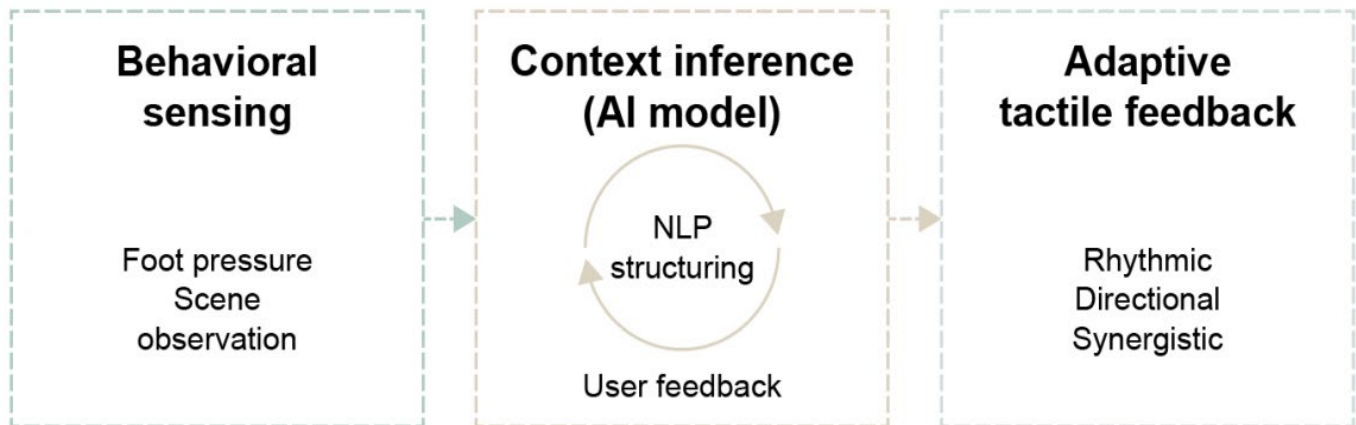 Behavioral
sensing
Foot pressure
Scene
observation
Context inference
(AI model)
NLP
structuring
User feedback
Adaptive
tactile feedback
Rhythmic
Directional
Synergistic